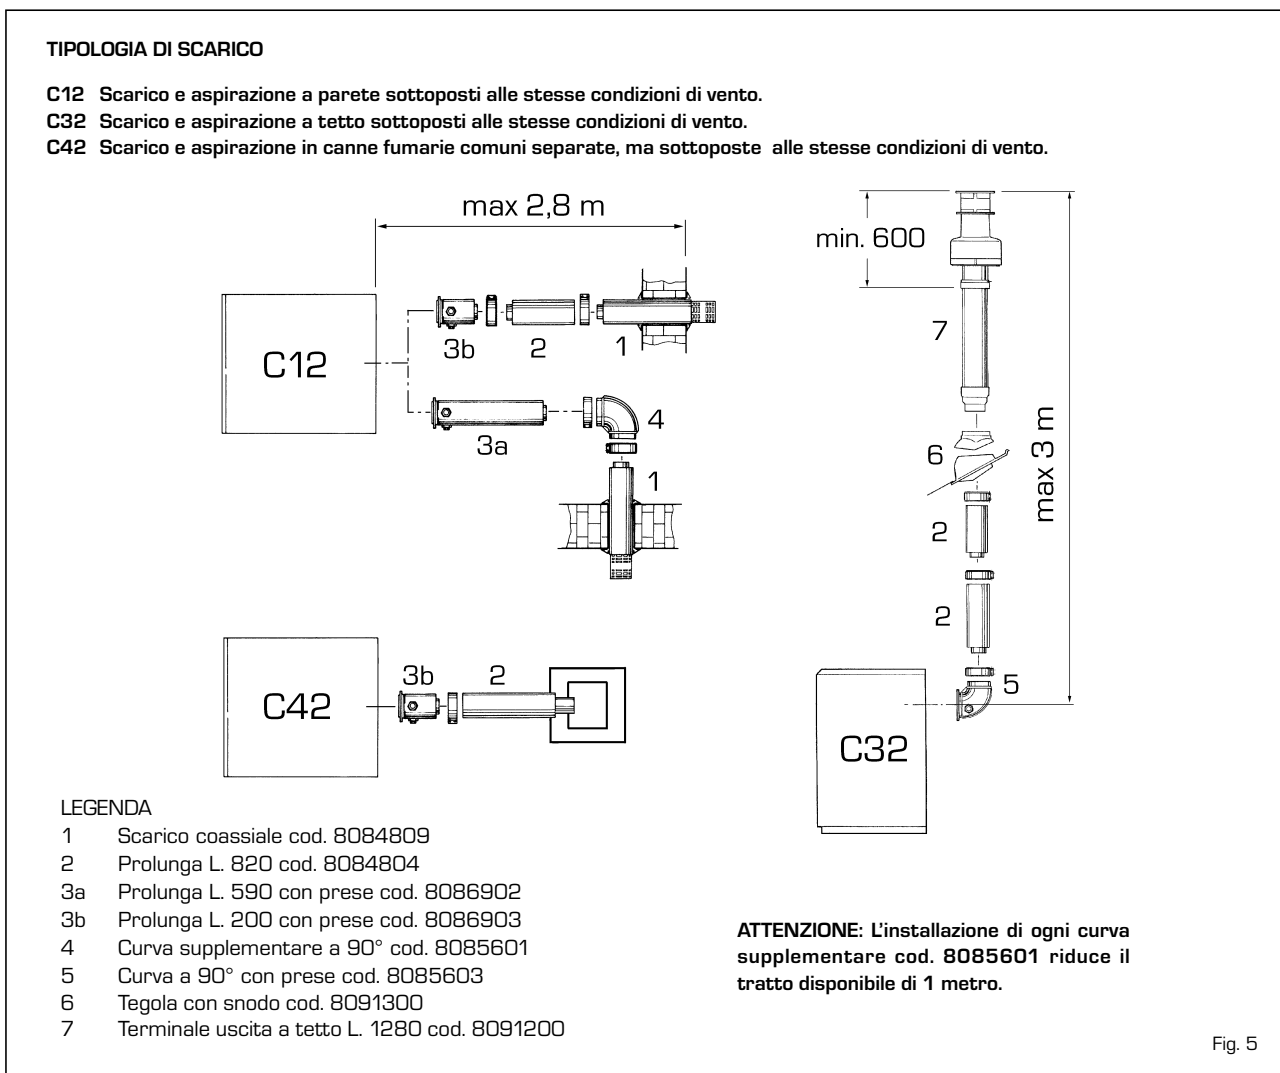 TIPOLOGIA DI SCARICO
C12 Scarico e aspirazione a parete sottoposti alle stesse condizioni di vento.
C32 Scarico e aspirazione a tetto sottoposti alle stesse condizioni di vento.
C42 Scarico e aspirazione in canne fumarie comuni separate, ma sottoposte alle stesse condizioni di vento.
max 2,8 m
C12
3b
2
1
3a
4
1
C42
3b
2
min. 600
7
6
max 3 m
2
2
5
C32
LEGENDA
1 Scarico coassiale cod. 8084809
2 Prolunga L. 820 cod. 8084804
3a Prolunga L. 590 con prese cod. 8086902
3b Prolunga L. 200 con prese cod. 8086903
4 Curva supplementare a 90° cod. 8085601
5 Curva a 90° con prese cod. 8085603
6 Tegola con snodo cod. 8091300
7 Terminale uscita a tetto L. 1280 cod. 8091200
ATTENZIONE: L'installazione di ogni curva
supplementare cod. 8085601 riduce il
tratto disponibile di 1 metro.
Fig. 5